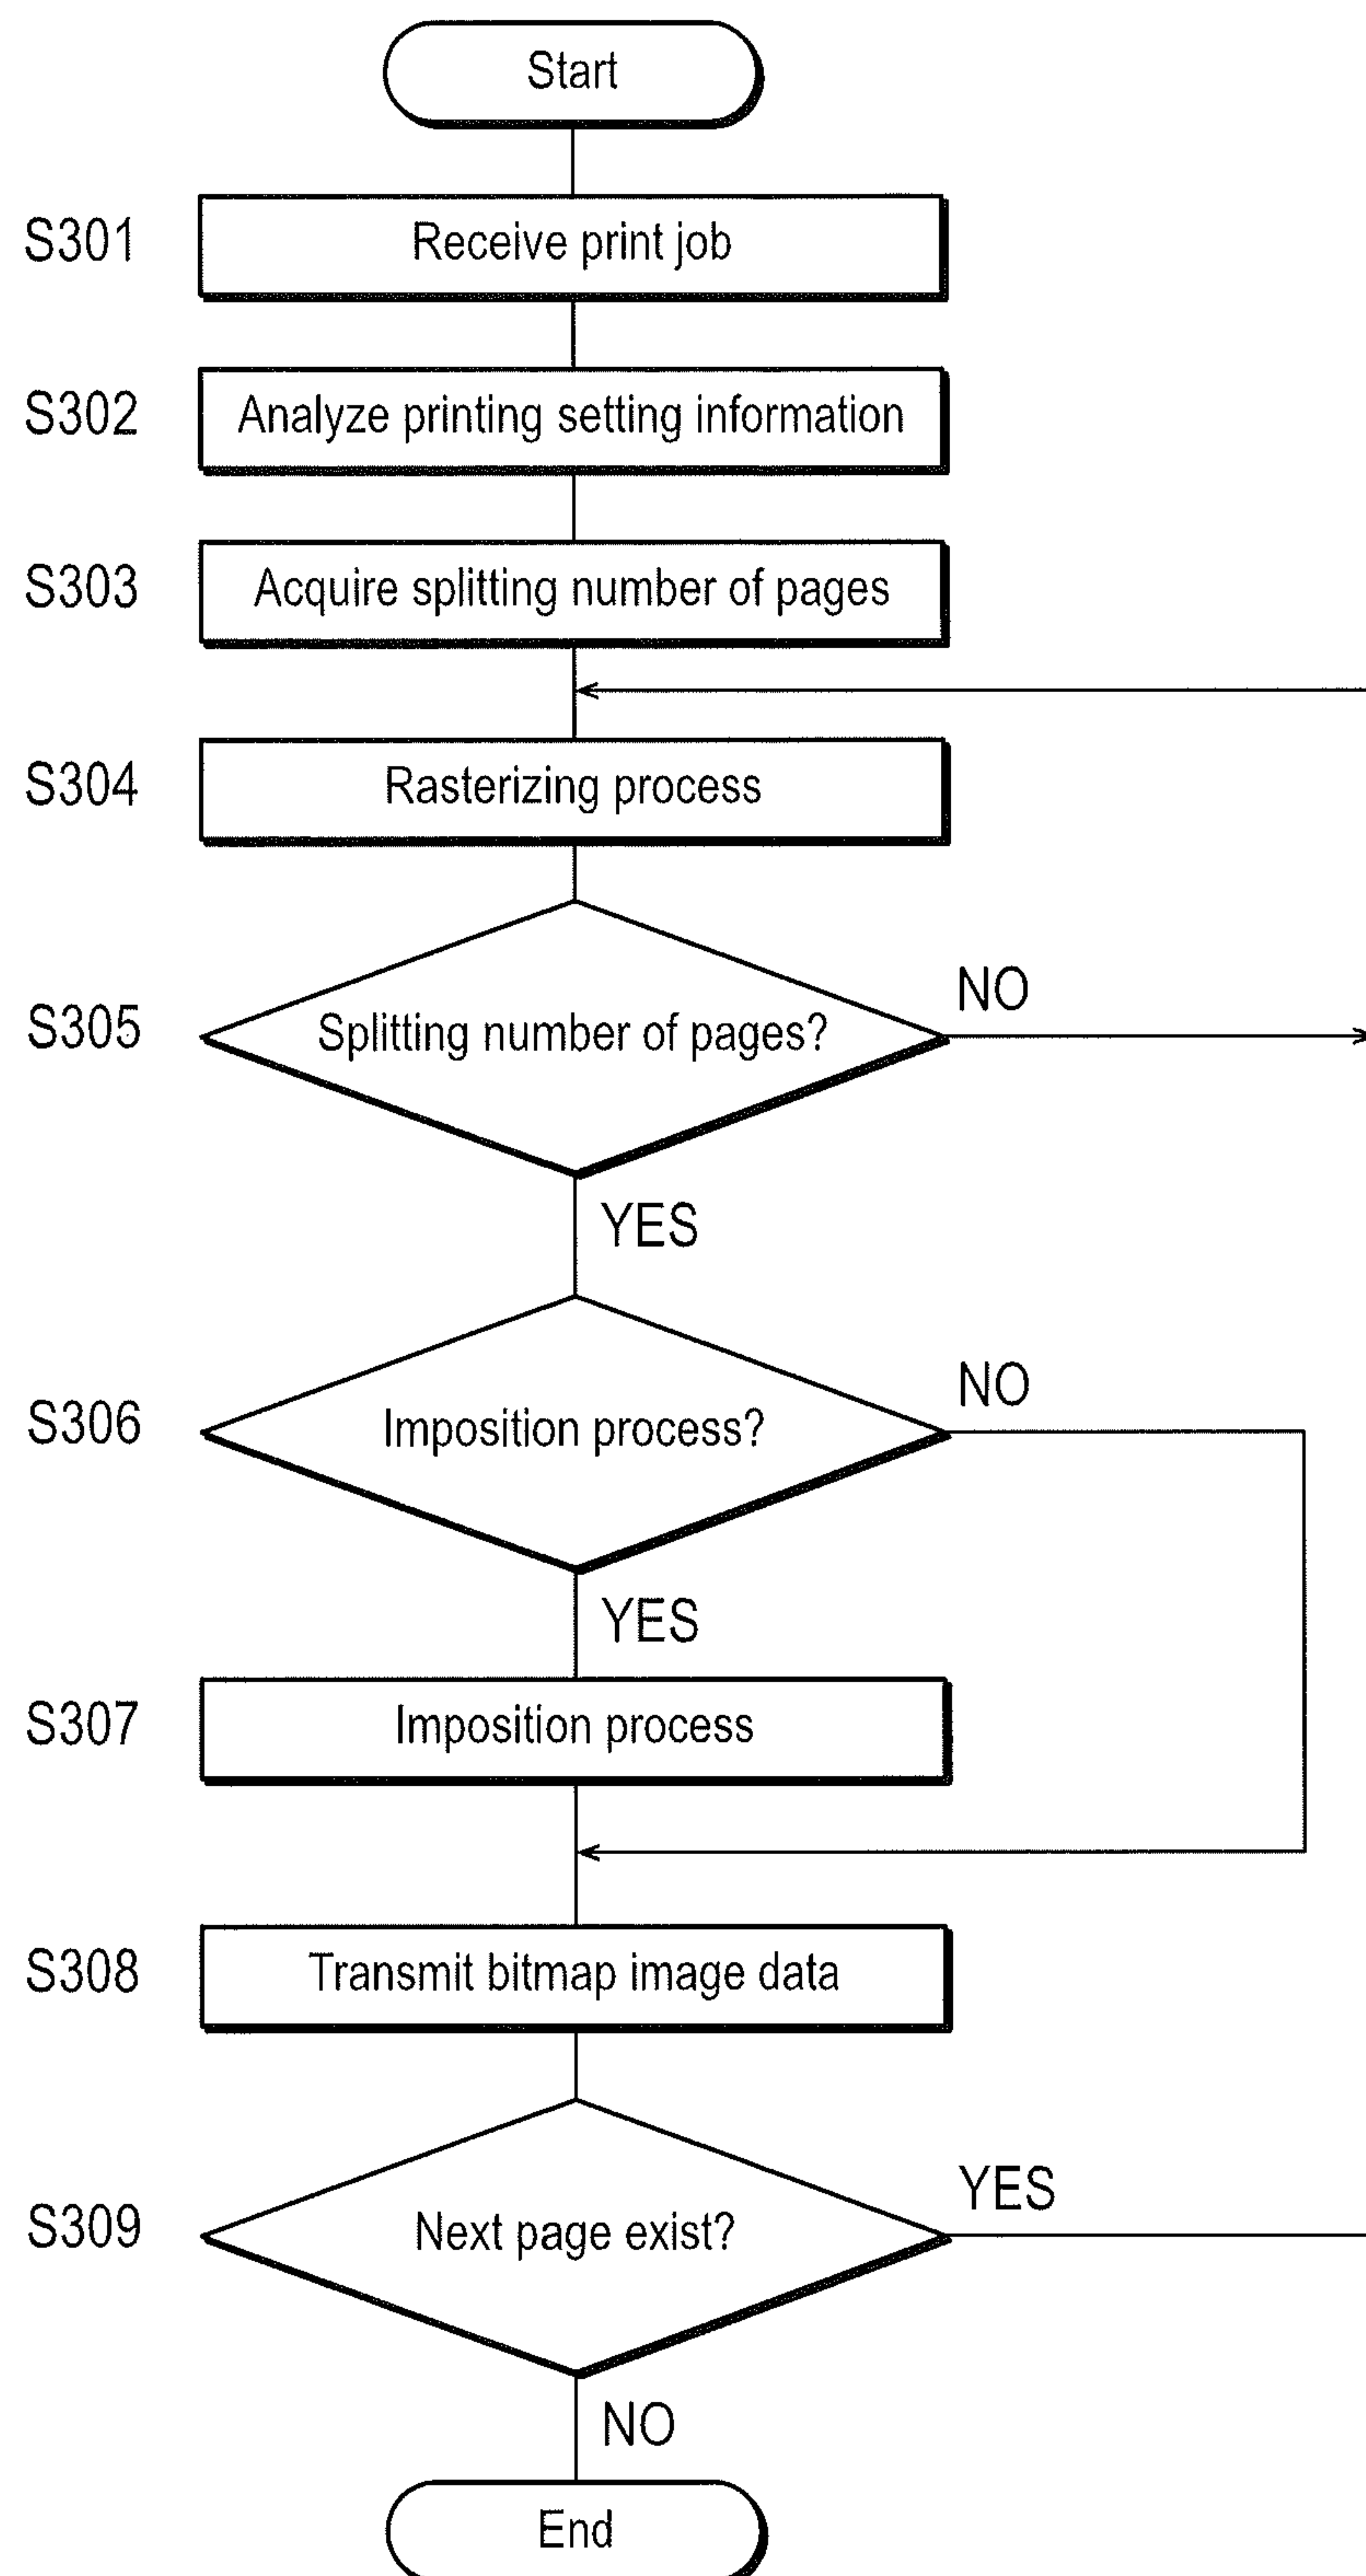 Start
S301 Receive print job
S302 Analyze printing setting information
S303 Acquire splitting number of pages
S304 Rasterizing process
S305 Splitting number of pages? NO
YES
S306 Imposition process? NO
YES
S307 Imposition process
S308 Transmit bitmap image data
S309 Next page exist? YES
NO
End